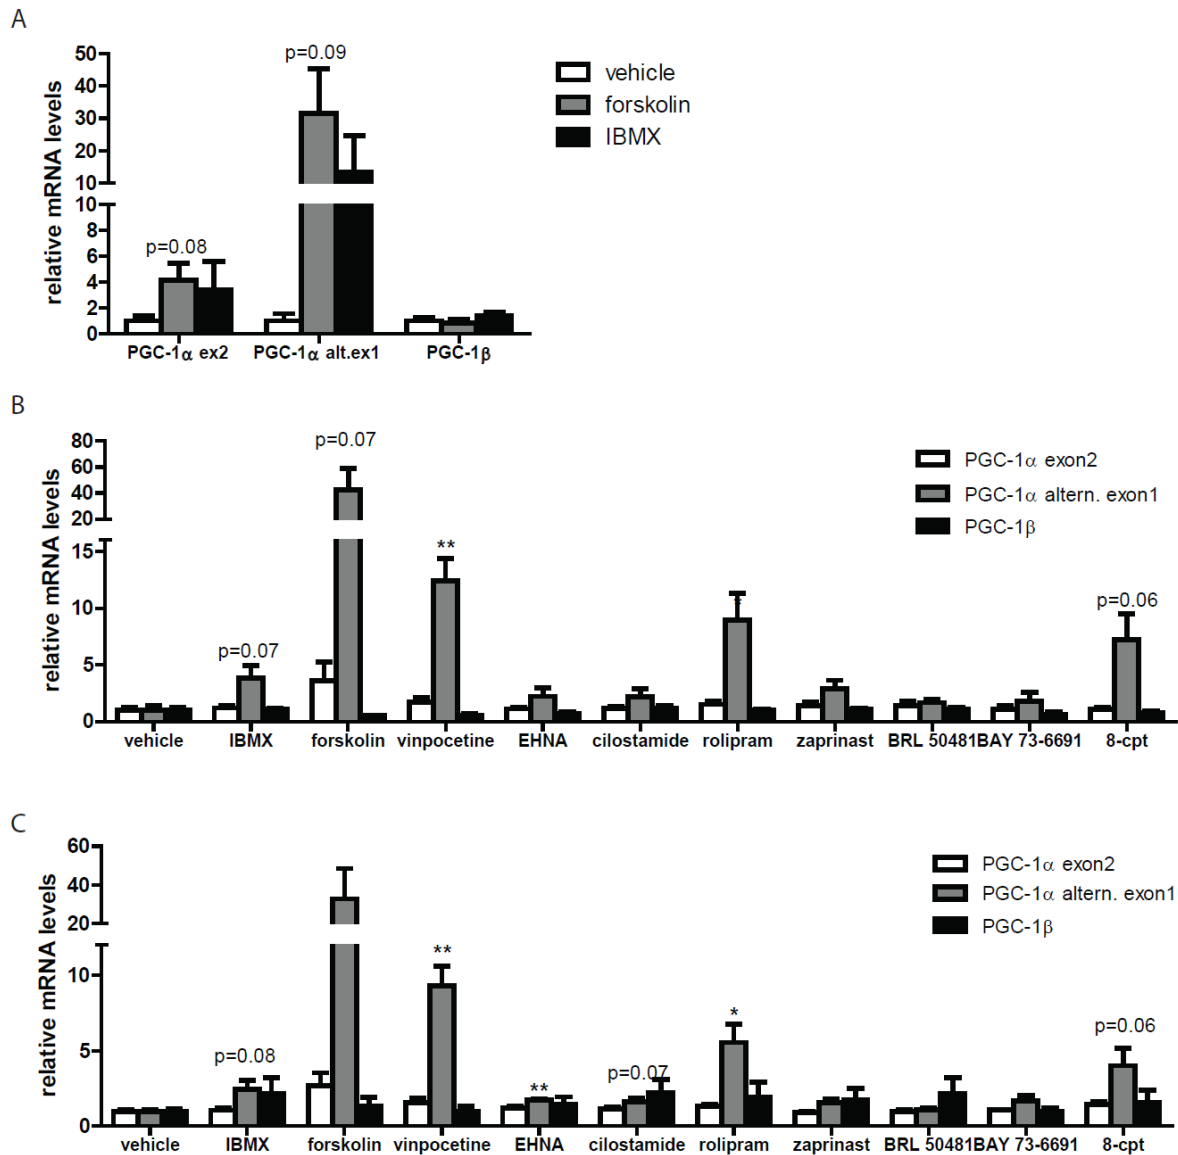 A
relative mRNA levels
50
40
30
20
10
10
8
6
4
2
0
p=0.08
p=0.09
vehicle
forskolin
IBMX
PGC-1α ex2 PGC-1α alt.ex1 PGC-1β
B
relative mRNA levels
80
60
40
20
15
10
5
0
p=0.07
p=0.07
**
*
p=0.06
PGC-1α exon2
PGC-1α altern. exon1
PGC-1β
vehicle IBMX forskolin vinpocetine EHNA cilostamide rolipram zaprinast BRL 50481BAY 73-6691 8-cpt
C
relative mRNA levels
60
40
20
10
5
0
p=0.08
**
**
p=0.07
*
p=0.06
PGC-1α exon2
PGC-1α altern. exon1
PGC-1β
vehicle IBMX forskolin vinpocetine EHNA cilostamide rolipram zaprinast BRL 50481BAY 73-6691 8-cpt